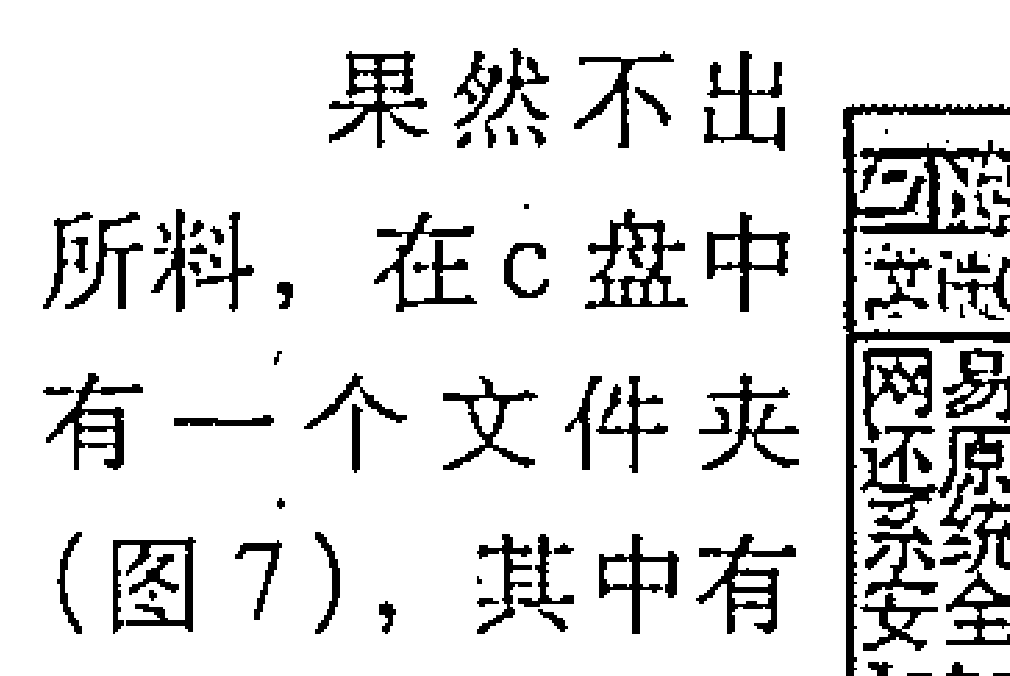 果然不出
所料，在c盘中
有一个文件夹
(图7)，其中有
网易
还原
系统
安全